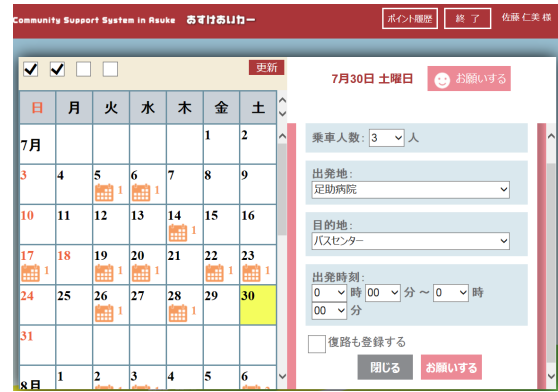 Community Support System in Asuke おすけあいカー
ポイント履歴
終 了
佐藤 仁美 様
更新
日 月 火 水 木 金 土
7月 1 2
3 4 5 1 6 1 7 8 9
10 11 12 13 14 1 15 16
17 1 18 19 1 20 1 21 22 1 23 1
24 25 26 1 27 28 1 29 30
31
8月 1 2 3 4 5 6
7月30日 土曜日
お願いする
乗車人数: 3 人
出発地:
足助病院
目的地:
バスセンター
出発時刻:
0 時 00 分 ~ 0 時
00 分
復路も登録する
閉じる
お願いする